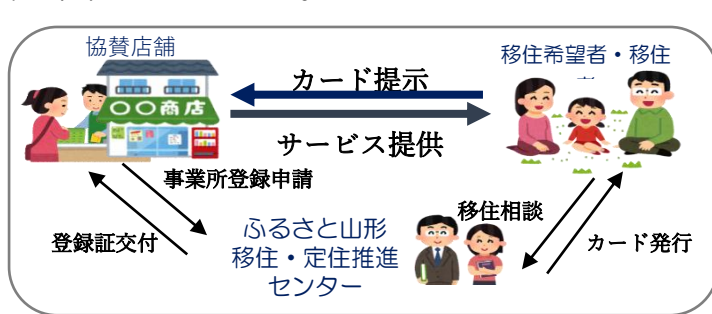 協賛店舗
移住希望者・移住
〇〇商店
カード提示
サービス提供
事業所登録申請
登録証交付
ふるさと山形
移住・定住推進
センター
移住相談
カード発行